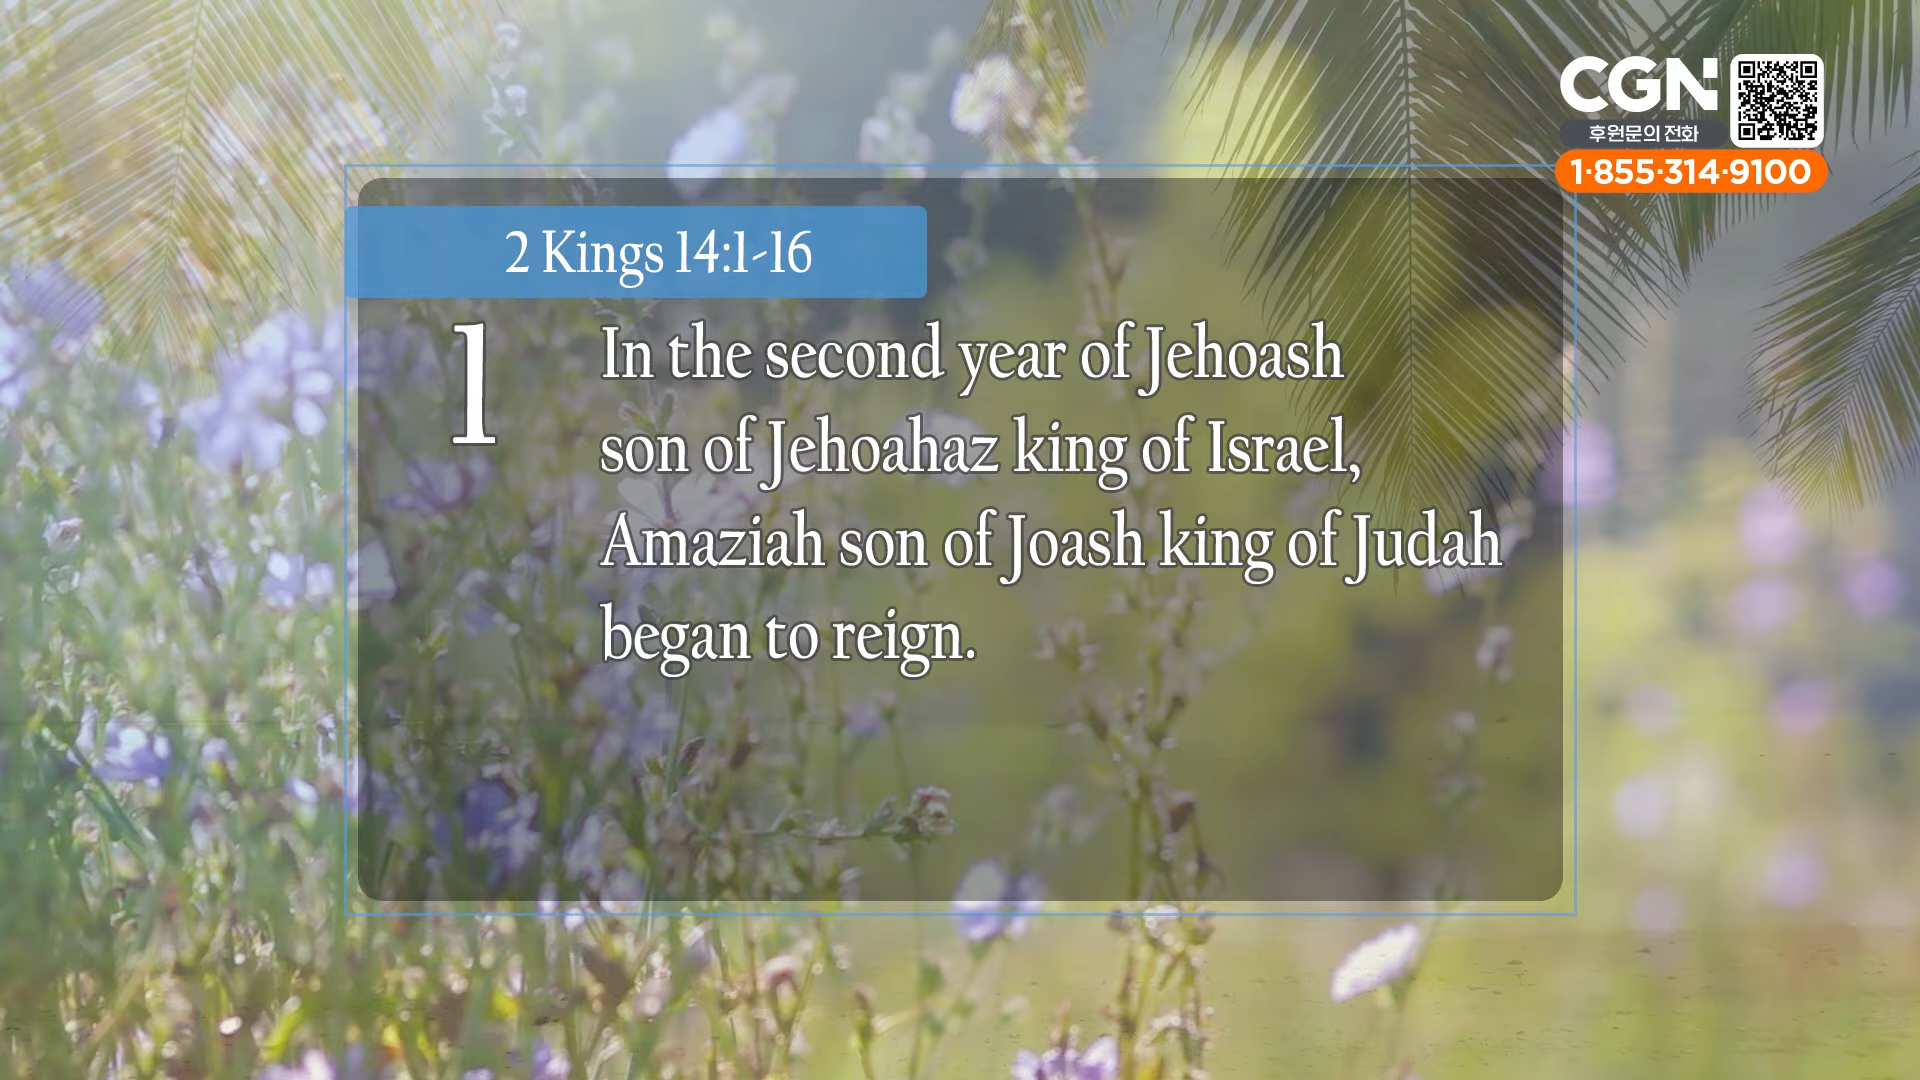 CGN
후원문의 전화
1·855·314·9100
2 Kings 14:1-16
1
In the second year of Jehoash
son of Jehoahaz king of Israel,
Amaziah son of Joash king of Judah
began to reign.